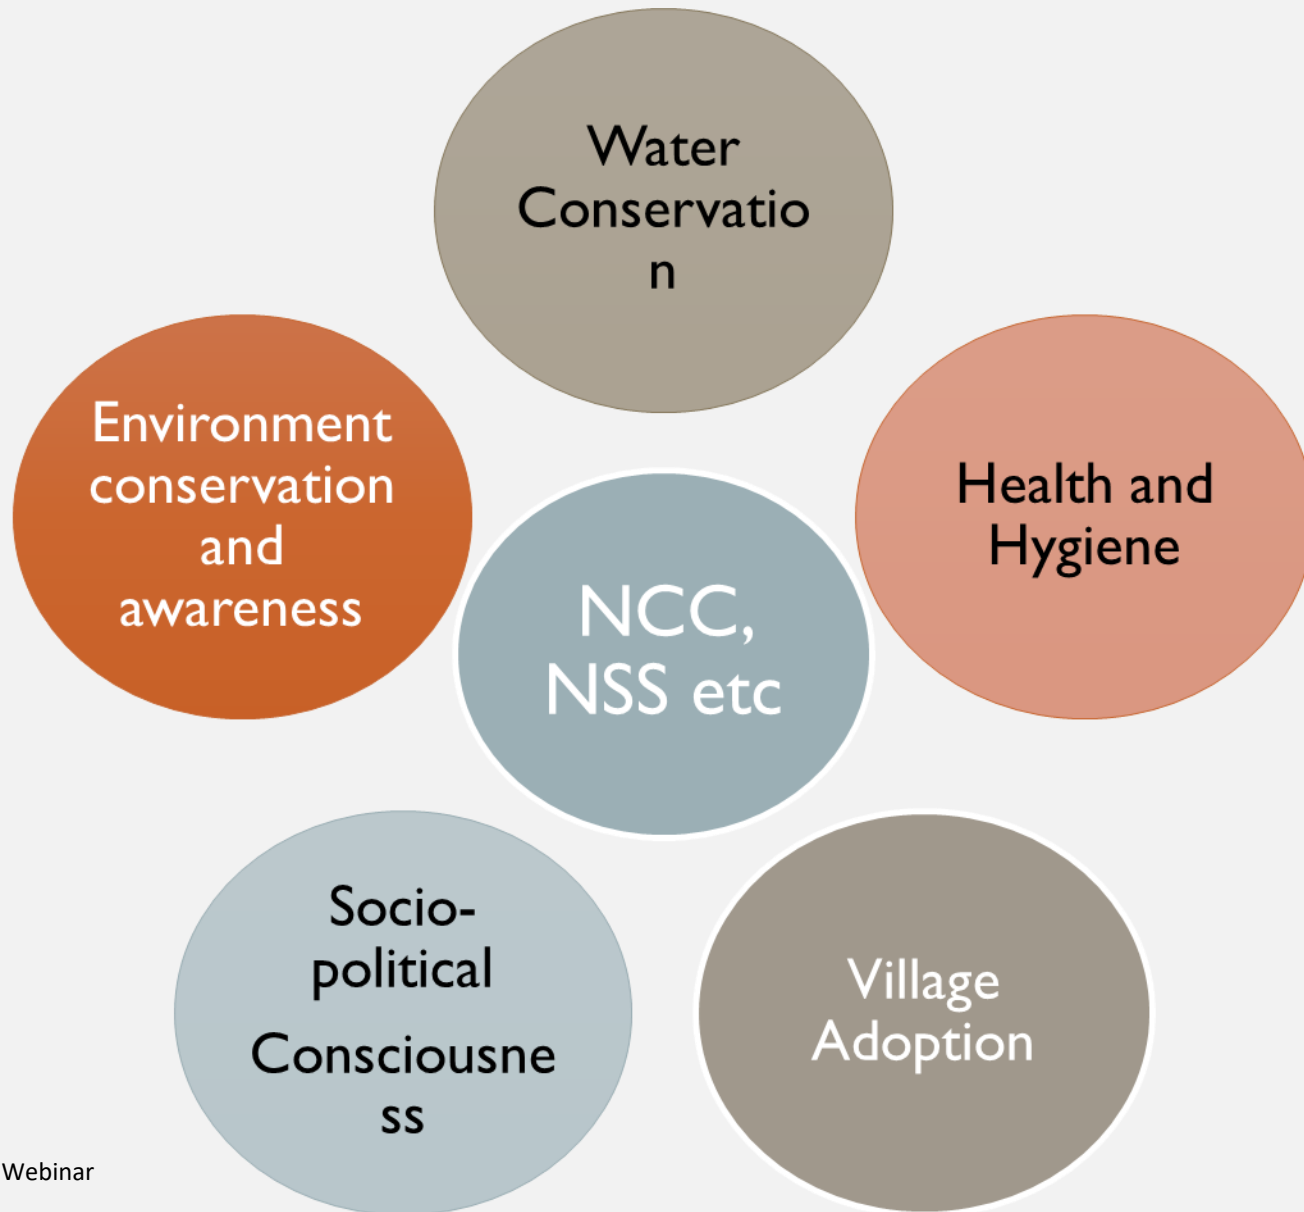 Water
Conservatio
n
Environment
conservation
and
awareness
Health and
Hygiene
NCC,
NSS etc
Socio-
political
Consciousne
ss
Village
Adoption
Webinar